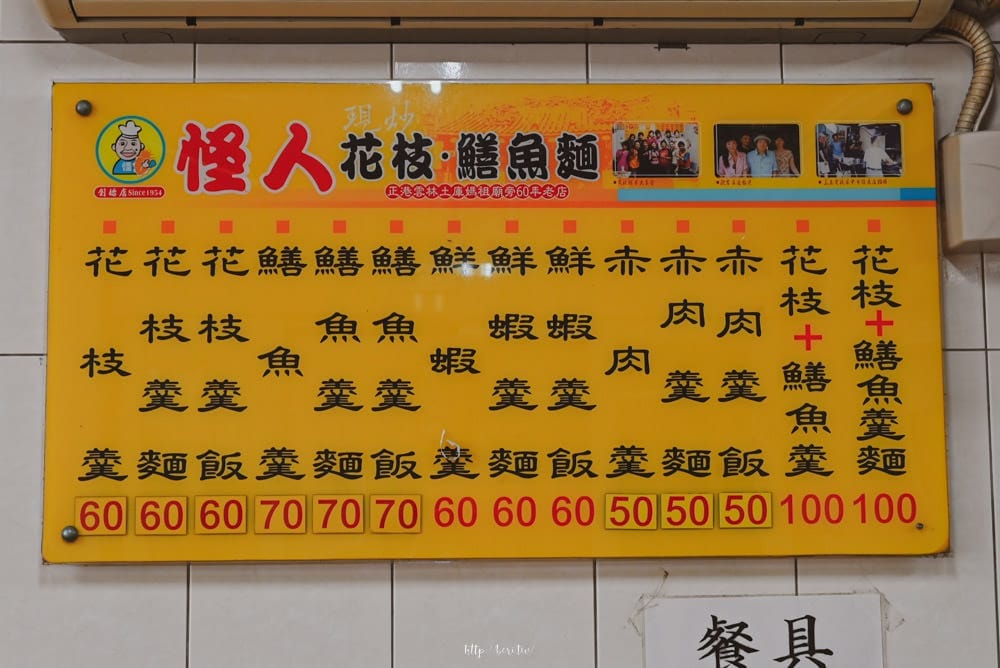 現炒
怪人花枝·鱔魚麵
創始店Since1954
正港雲林土庫媽祖廟旁60年老店
花枝羹 60
花枝羹麵 60
花枝羹飯 60
鱔魚羹 70
鱔魚羹麵 70
鱔魚羹飯 70
鮮蝦羹 60
鮮蝦羹麵 60
鮮蝦羹飯 60
赤肉羹 50
赤肉羹麵 50
赤肉羹飯 50
花枝+鱔魚羹 100
花枝+鱔魚羹麵 100
餐具